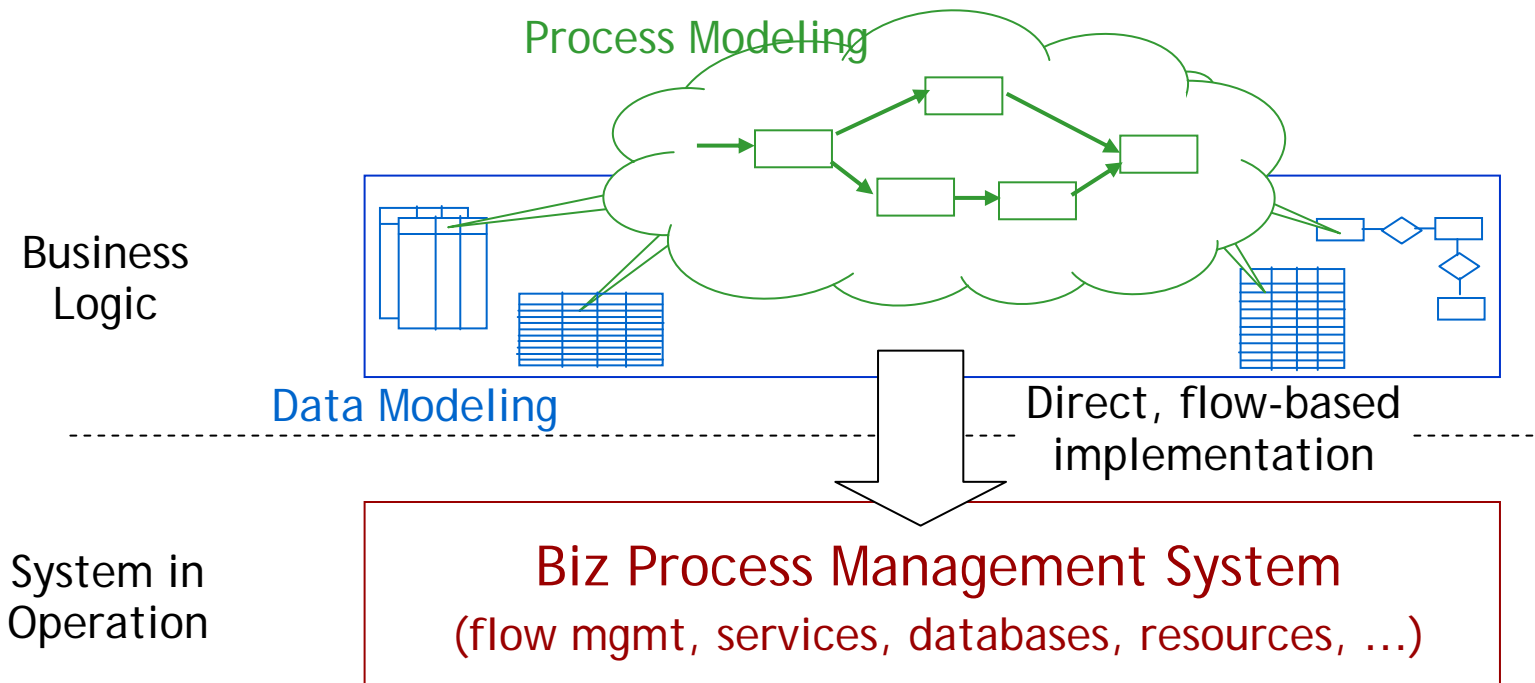 Process Modeling
Business
Logic
Data Modeling
Direct, flow-based
implementation
System in
Operation
Biz Process Management System
(flow mgmt, services, databases, resources, …)